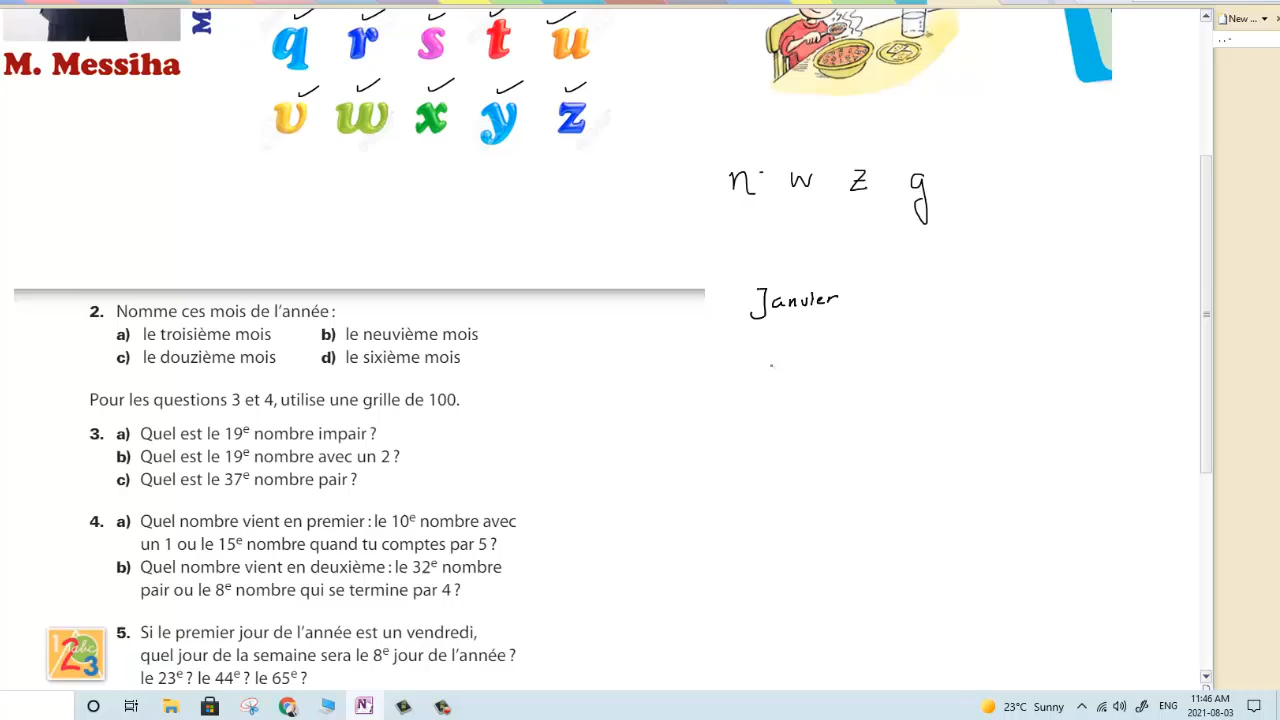 q r s t u
M. Messiha
v w x y z
n w z g
Janvier
2. Nomme ces mois de l'année :
a) le troisième mois b) le neuvième mois
c) le douzième mois d) le sixième mois
Pour les questions 3 et 4, utilise une grille de 100.
3. a) Quel est le 19e nombre impair ?
b) Quel est le 19e nombre avec un 2 ?
c) Quel est le 37e nombre pair ?
4. a) Quel nombre vient en premier : le 10e nombre avec
un 1 ou le 15e nombre quand tu comptes par 5 ?
b) Quel nombre vient en deuxième : le 32e nombre
pair ou le 8e nombre qui se termine par 4 ?
5. Si le premier jour de l'année est un vendredi,
quel jour de la semaine sera le 8e jour de l'année ?
le 23e ? le 44e ? le 65e ?
1 abc 2 3
New ...
23°C Sunny ENG 11:46 AM
2021-08-03